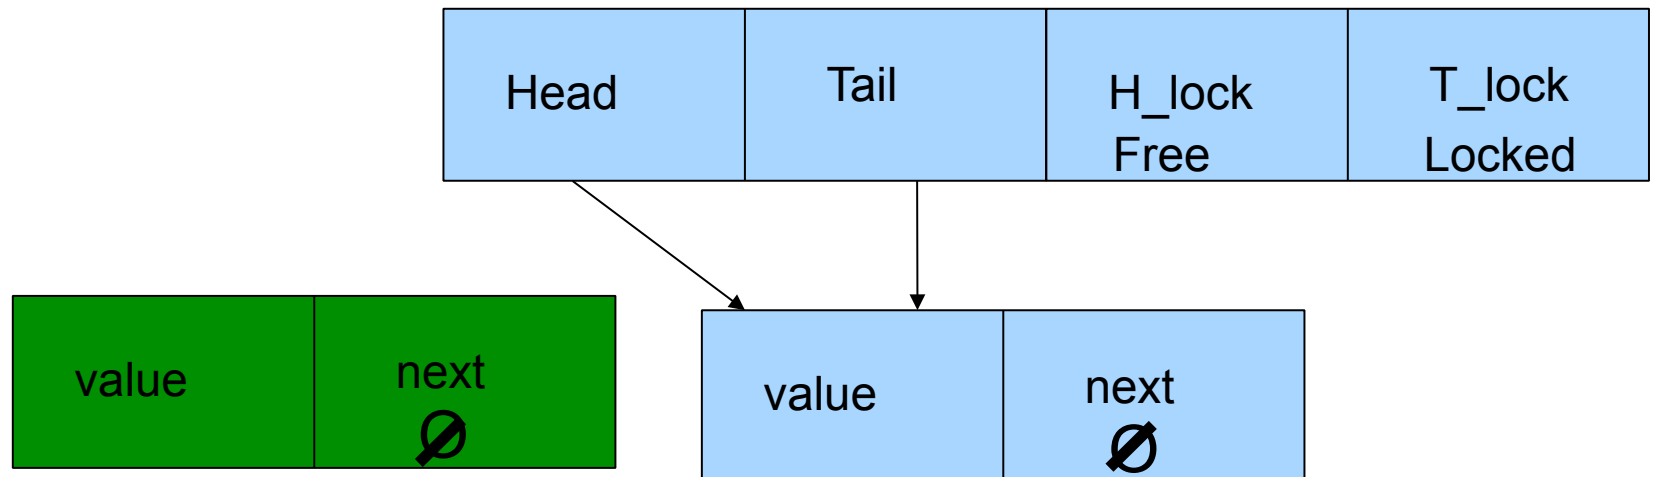 Head
Tail
H_lock
Free
T_lock
Locked
value
next
Ø
value
next
Ø